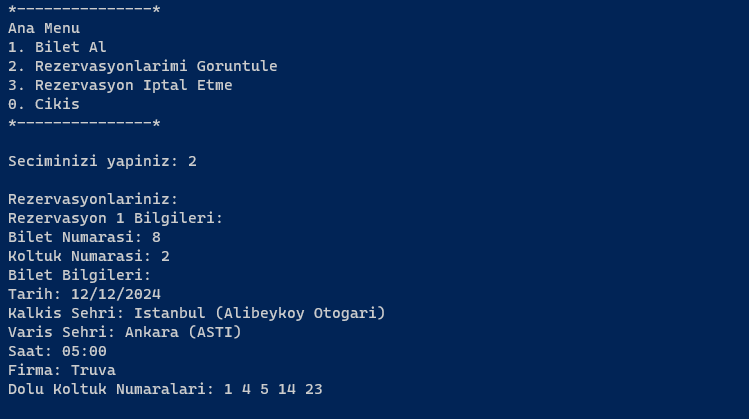 *---------------*
Ana Menu
1. Bilet Al
2. Rezervasyonlarimi Goruntule
3. Rezervasyon Iptal Etme
0. Cikis
*---------------*
Seciminizi yapiniz: 2
Rezervasyonlariniz:
Rezervasyon 1 Bilgileri:
Bilet Numarasi: 8
Koltuk Numarasi: 2
Bilet Bilgileri:
Tarih: 12/12/2024
Kalkis Sehri: Istanbul (Alibeykoy Otogari)
Varis Sehri: Ankara (ASTI)
Saat: 05:00
Firma: Truva
Dolu Koltuk Numaralari: 1 4 5 14 23